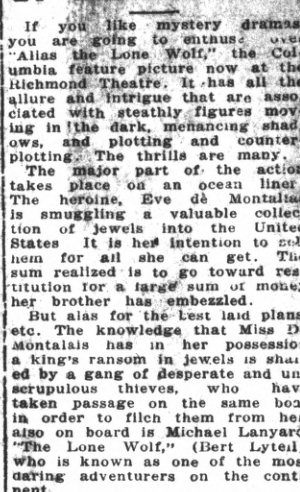 If you like mystery dramas
you are going to enthuse over
"Alias the Lone Wolf," the Col
umbia feature picture now at the
Richmond Theatre. It has all the
allure and intrigue that are asso
ciated with steathly figures mov
ing in the dark, menancing shad
ows, and plotting and counter
plotting. The thrills are many.
The major part of the action
takes place on an ocean liner
The heroine, Eve de Montalia
is smuggling a valuable collec
tion of jewels into the United
States It is her intention to sel
them for all she can get. The
sum realized is to go toward res
titution for a large sum of money
her brother has embezzled.
But alas for the best laid plans
etc. The knowledge that Miss D
Montalais has in her possessio
a king's ransom in jewels is shar
ed by a gang of desperate and un
scrupulous thieves, who hav
taken passage on the same boa
in order to filch them from he
also on board is Michael Lanyard
"The Lone Wolf," (Bert Lytell)
who is known as one of the mos
daring adventurers on the conti
nent.